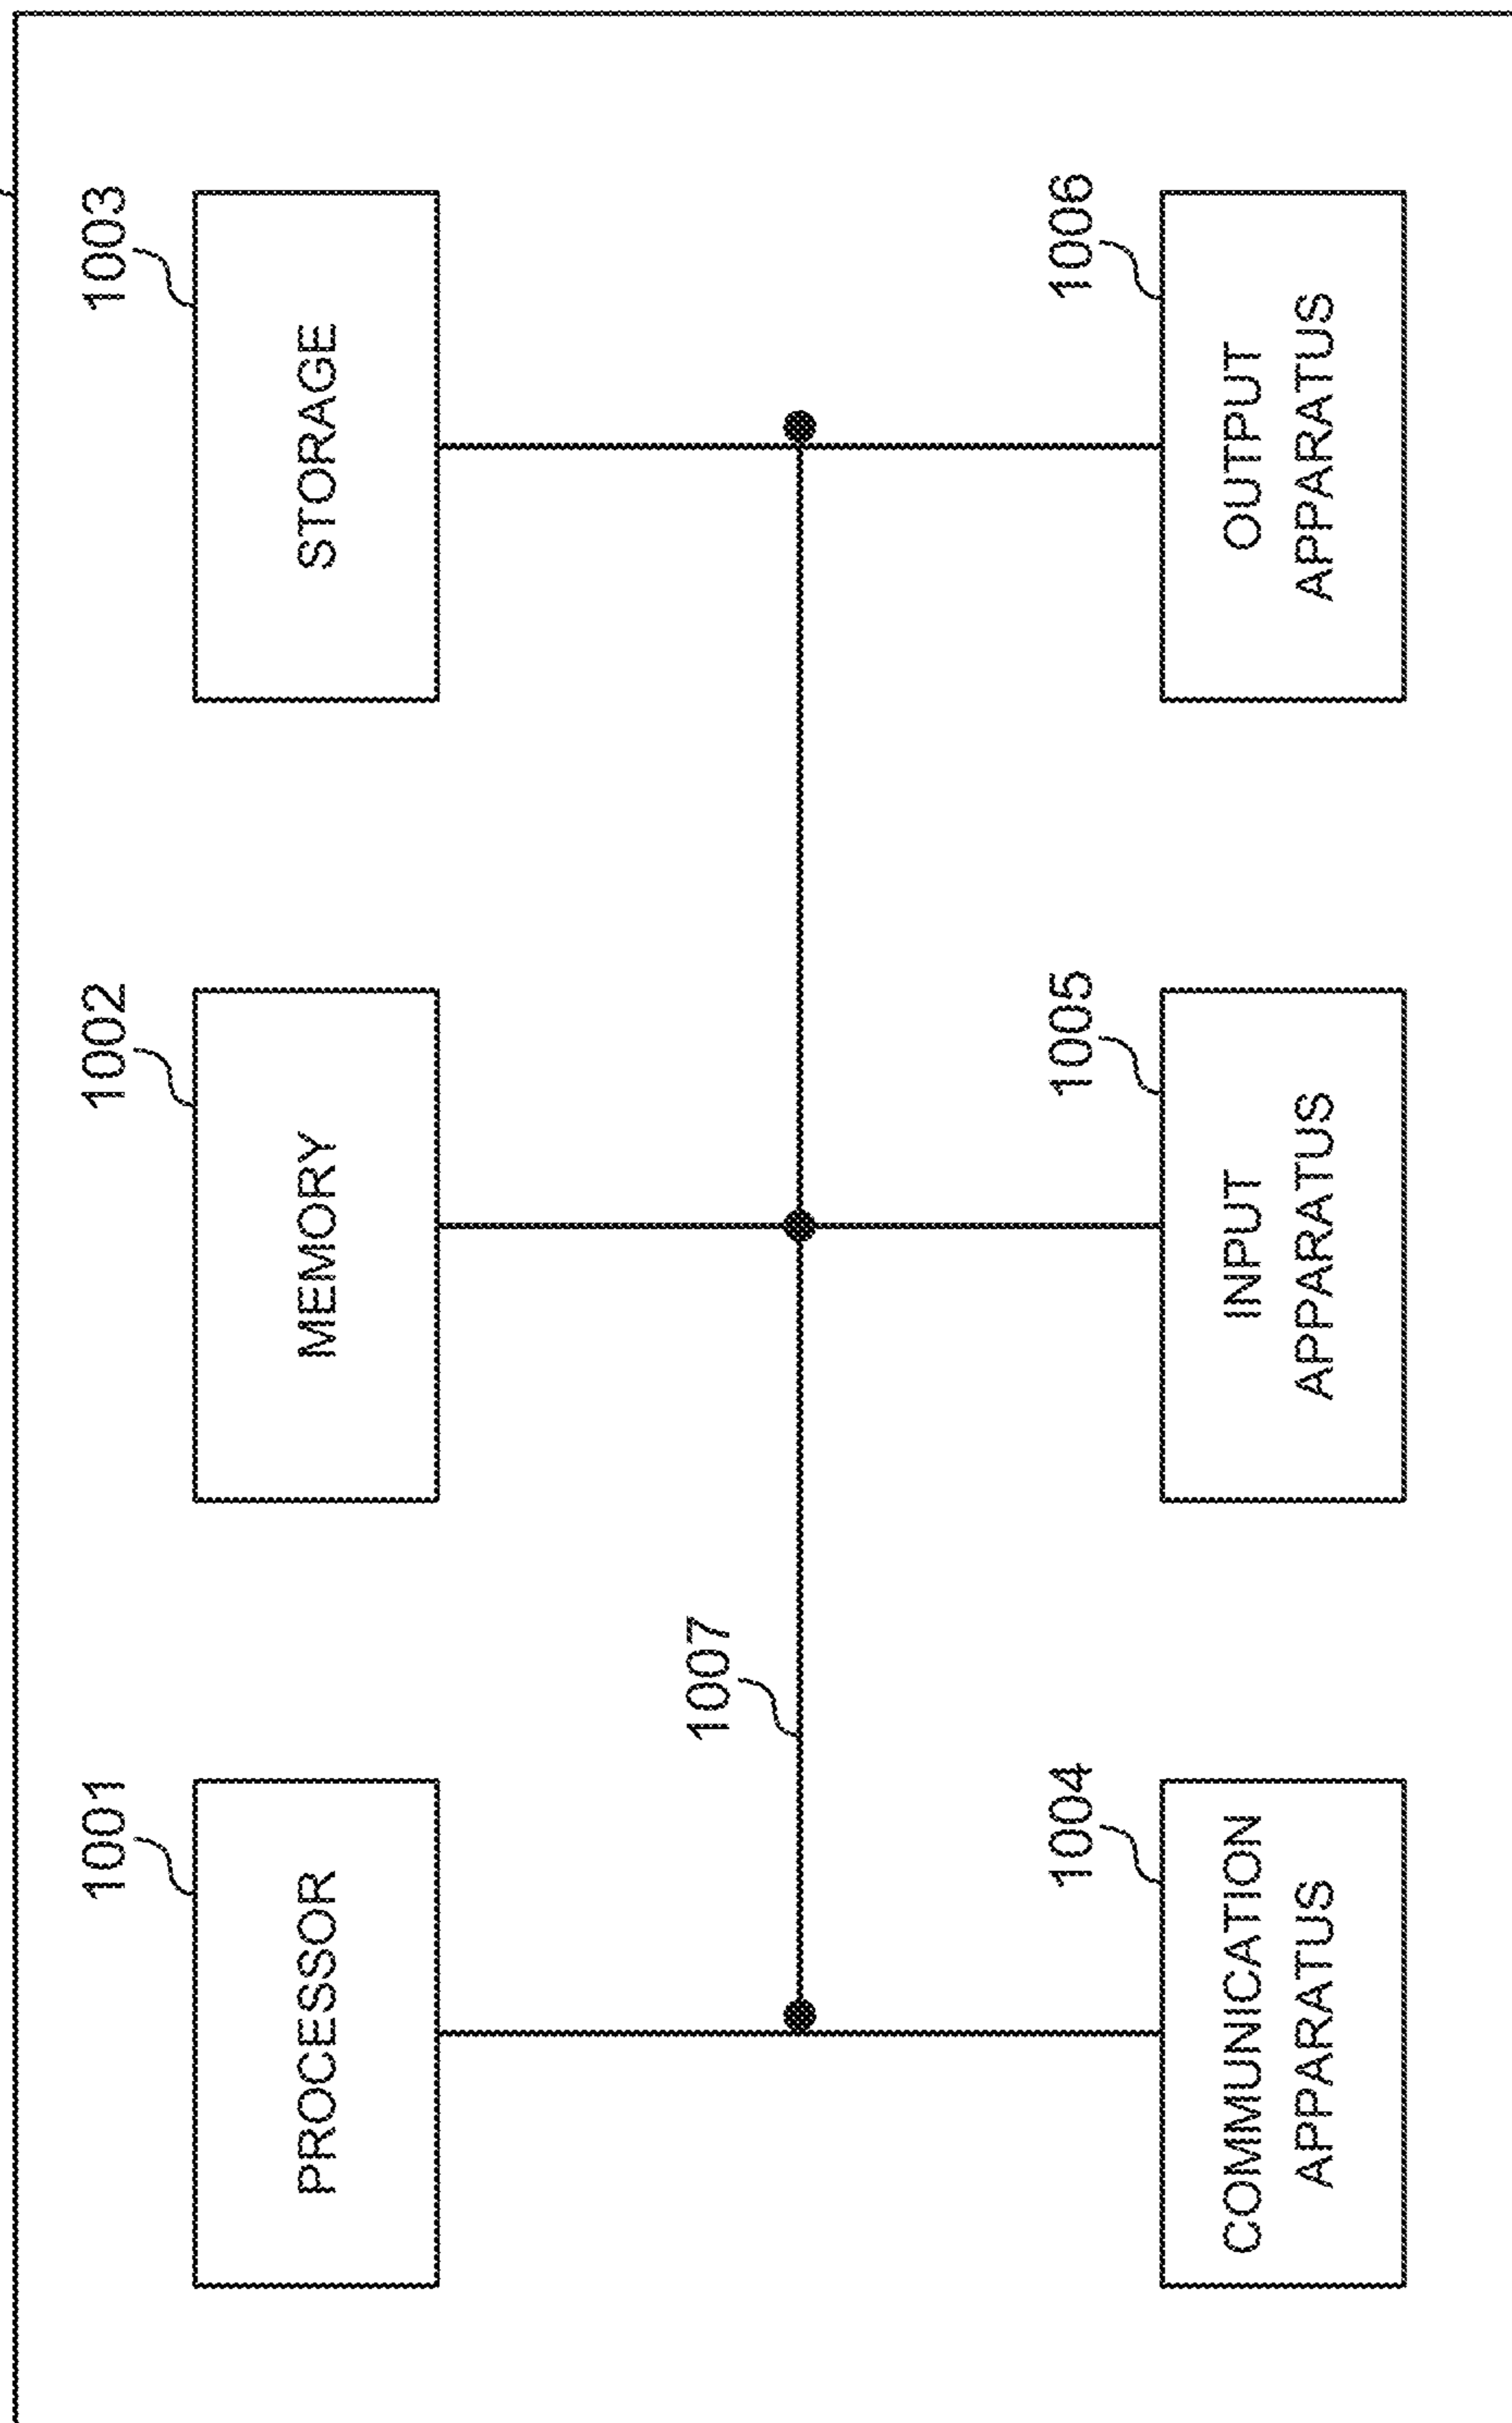 1001
PROCESSOR
1002
MEMORY
1003
STORAGE
1007
1004
COMMUNICATION
APPARATUS
1005
INPUT
APPARATUS
1006
OUTPUT
APPARATUS